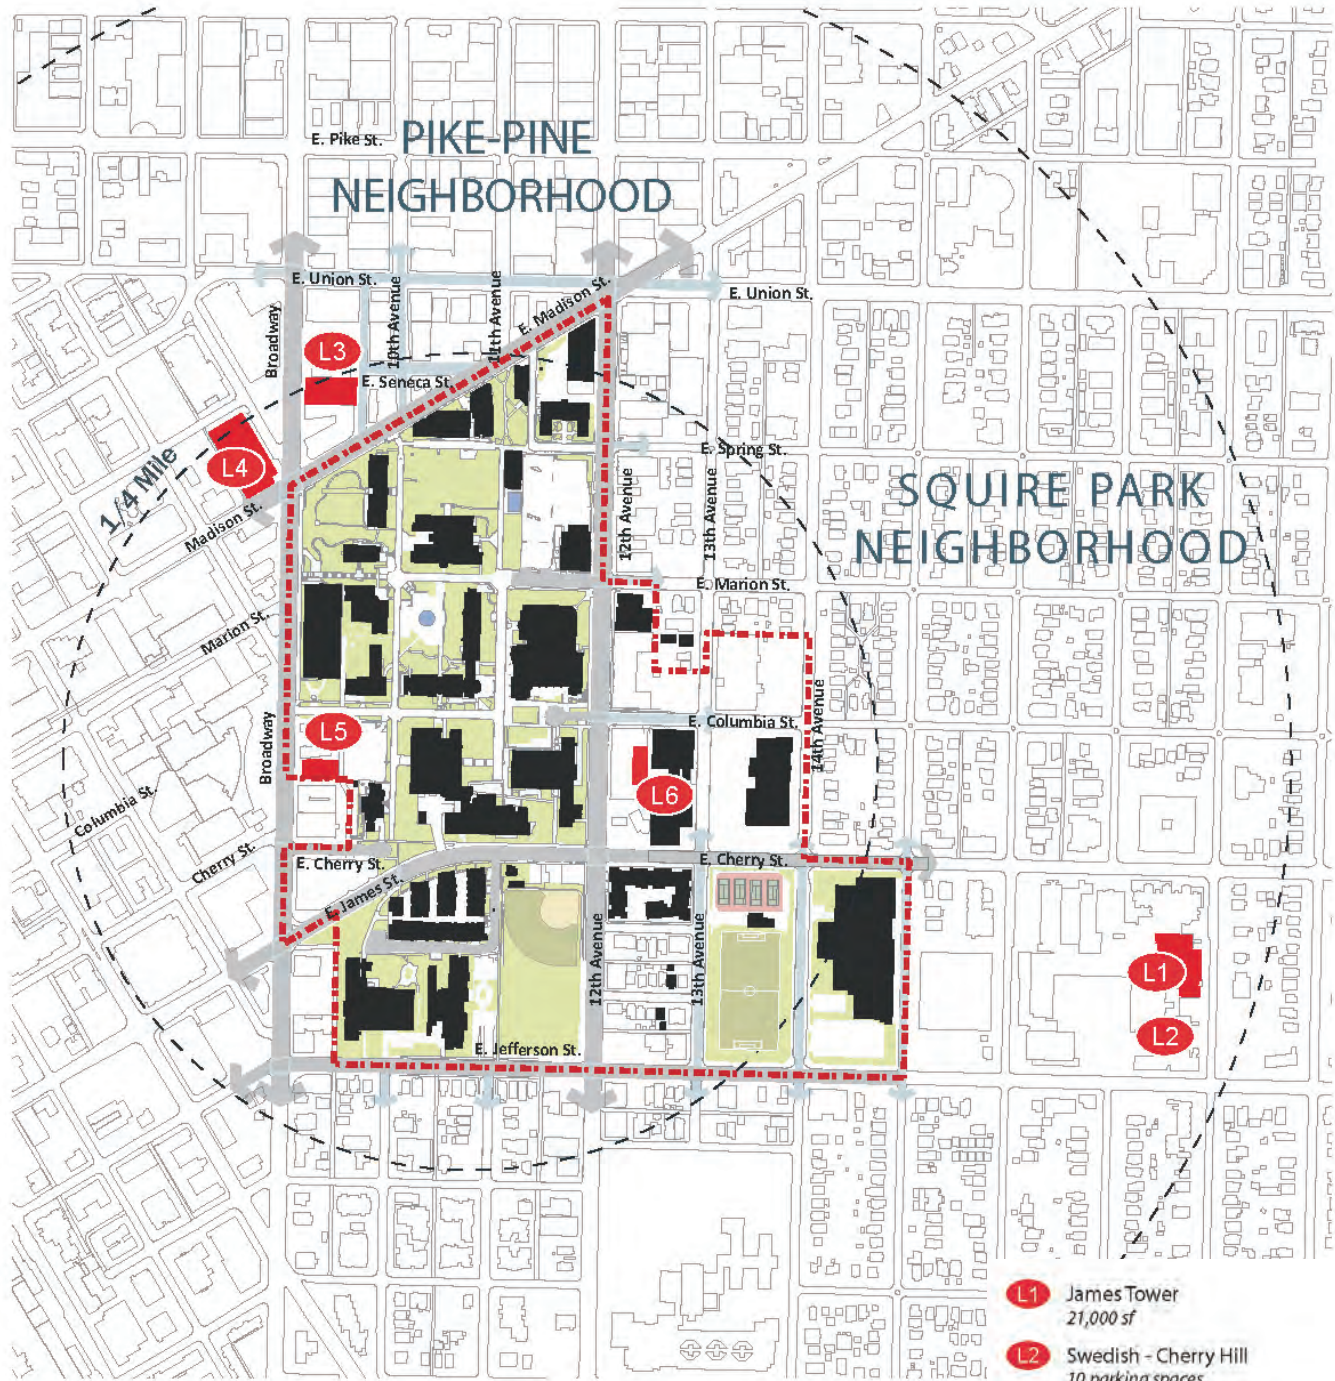 E. Pike St.
PIKE-PINE
NEIGHBORHOOD
E. Union St.
E. Union St.
Broadway
10th Avenue
11th Avenue
E. Madison St.
L3
E. Seneca St.
L4
1/4 Mile
Madison St.
E. Spring St.
12th Avenue
13th Avenue
SQUIRE PARK
NEIGHBORHOOD
E. Marion St.
Marion St.
L5
Broadway
E. Columbia St.
14th Avenue
L6
Columbia St.
Cherry St.
E. Cherry St.
E. Cherry St.
E. James St.
12th Avenue
13th Avenue
L1
L2
E. Jefferson St.
L1 James Tower
21,000 sf
L2 Swedish - Cherry Hill
10 parking spaces